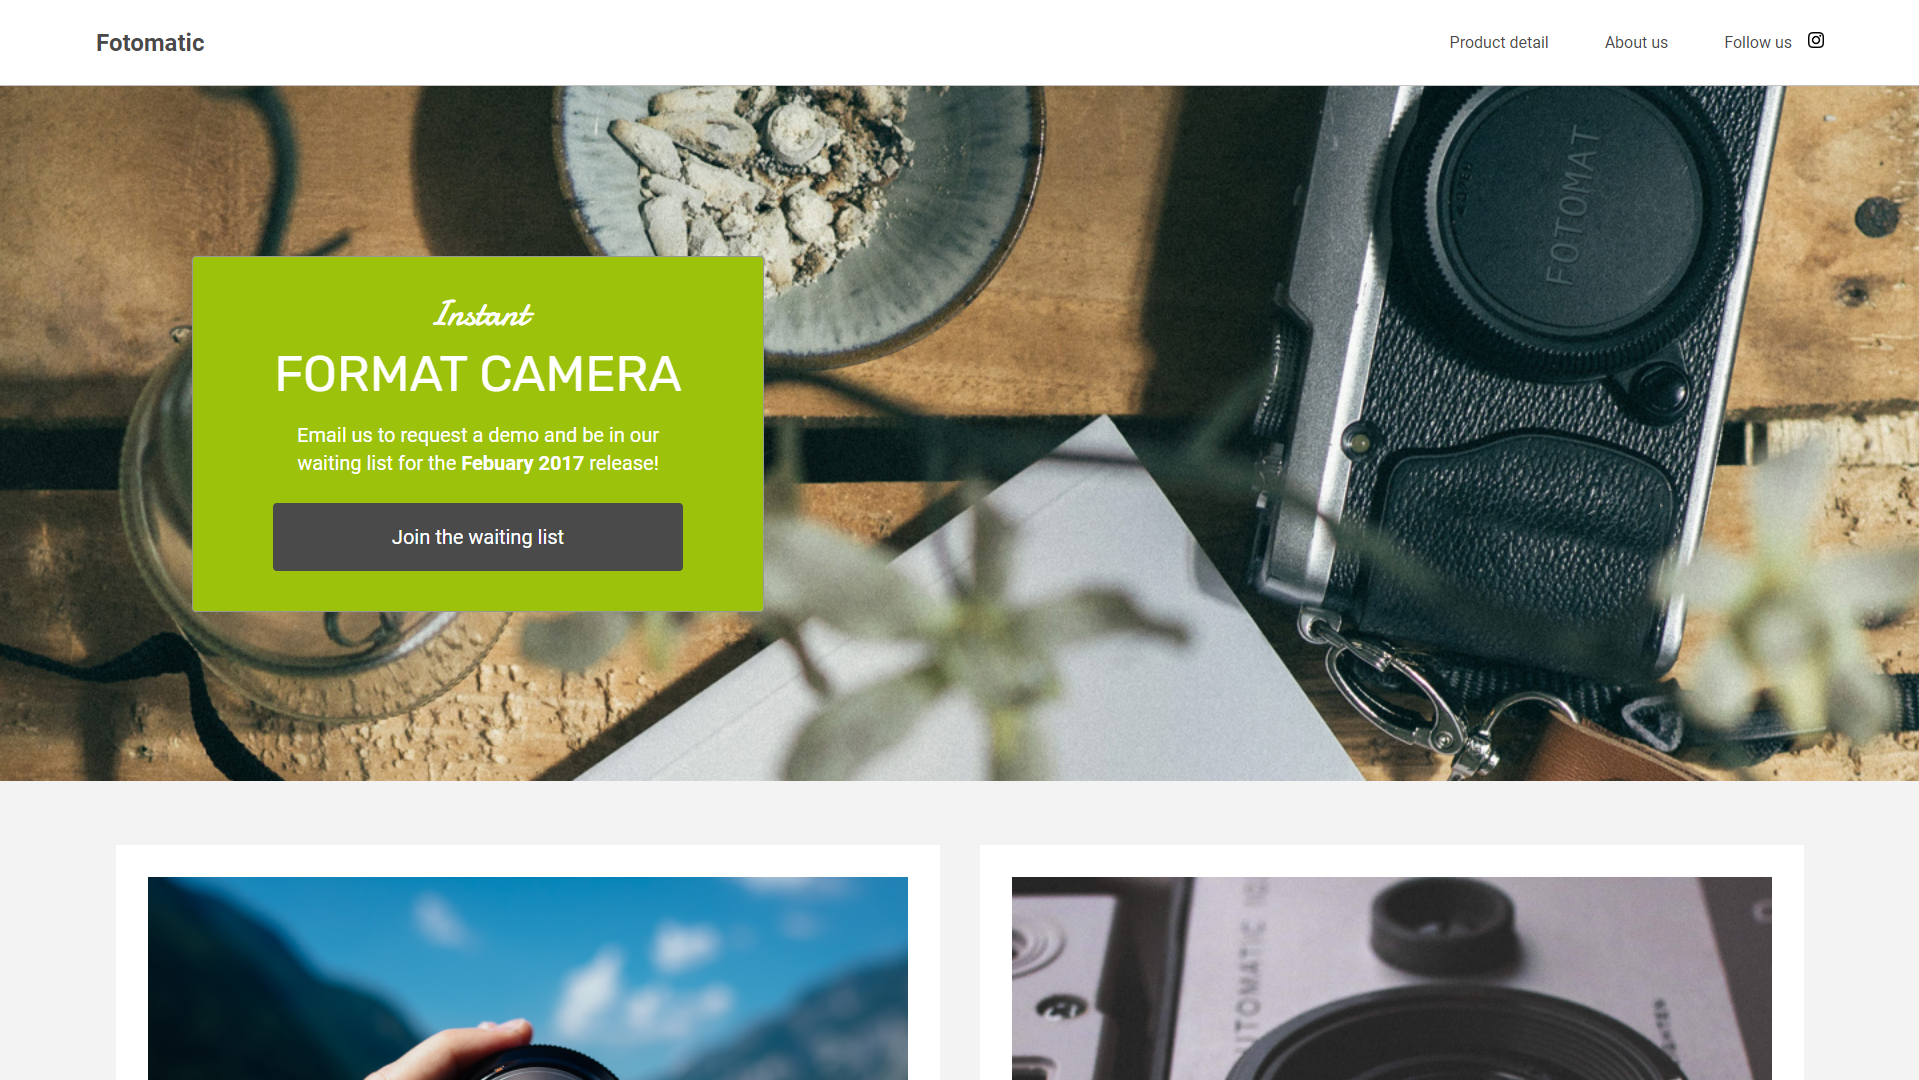 Fotomatic
Product detail
About us
Follow us
FOTOMAT
Instant
FORMAT CAMERA
Email us to request a demo and be in our
waiting list for the Febuary 2017 release!
Join the waiting list